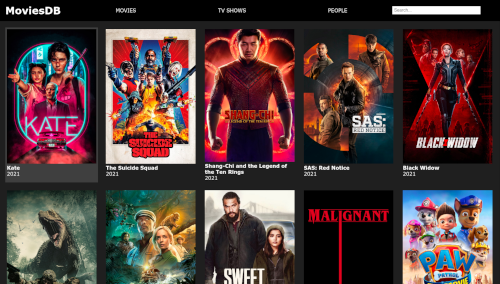 MoviesDB
MOVIES
TV SHOWS
PEOPLE
Search...
KATE
THE SUICIDE SQUAD
SHANG-CHI
SAS:
RED NOTICE
BLACK WIDOW
Kate
2021
The Suicide Squad
2021
Shang-Chi and the Legend of
the Ten Rings
2021
SAS: Red Notice
2021
Black Widow
2021
SWEET
MALIGNANT
PAW
PATROL
MOVIE